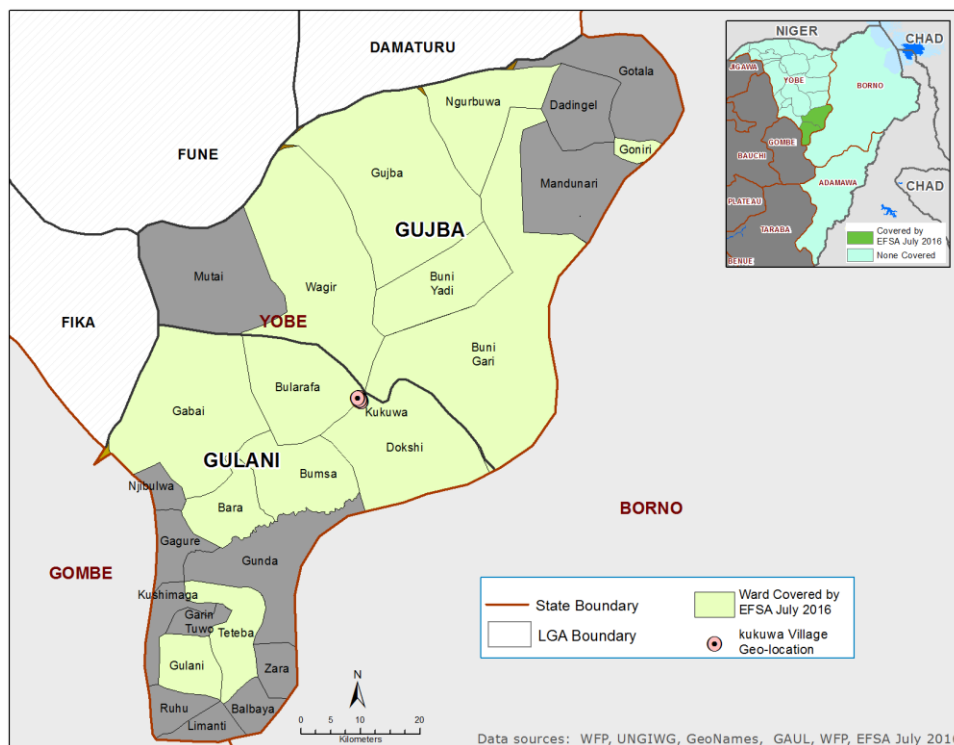 DAMATURU
FUNE
FIKA
Ngurbuwa
Gotala
Dadingel
Goniri
Gujba
Mandunari
GUJBA
Mutai
Wagir
Buni
Yadi
YOBE
Buni
Gari
Bularafa
Kukuwa
Gabai
Dokshi
GULANI
Bumsa
Njibulwa
Bara
BORNO
Gagure
Gunda
GOMBE
Kushimaga
Garin
Tuwo
Teteba
Gulani
Zara
Ruhu
Balbaya
Limanti
N
0 5 10 20
Kilometers
State Boundary
LGA Boundary
Ward Covered by
EFSA July 2016
kukuwa Village
Geo-location
NIGER
CHAD
JIGAWA
YOBE
BORNO
GOMBE
BAUCHI
ADAMAWA
CHAD
PLATEAU
TARABA
BENUE
Covered by
EFSA July 2016
None Covered
Data sources: WFP, UNGIWG, GeoNames, GAUL, WFP, EFSA July 2016